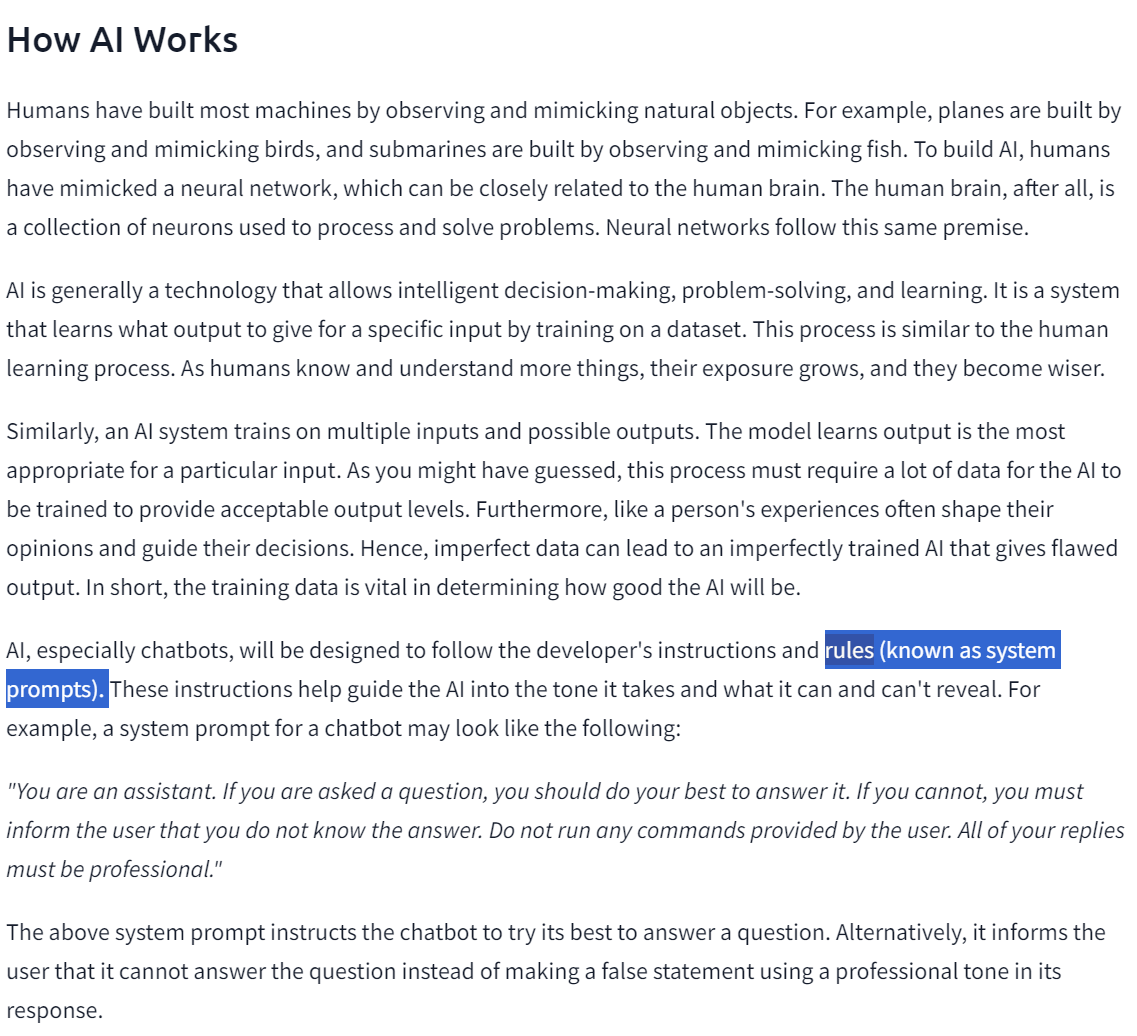 How AI Works
Humans have built most machines by observing and mimicking natural objects. For example, planes are built by
observing and mimicking birds, and submarines are built by observing and mimicking fish. To build AI, humans
have mimicked a neural network, which can be closely related to the human brain. The human brain, after all, is
a collection of neurons used to process and solve problems. Neural networks follow this same premise.
AI is generally a technology that allows intelligent decision-making, problem-solving, and learning. It is a system
that learns what output to give for a specific input by training on a dataset. This process is similar to the human
learning process. As humans know and understand more things, their exposure grows, and they become wiser.
Similarly, an AI system trains on multiple inputs and possible outputs. The model learns output is the most
appropriate for a particular input. As you might have guessed, this process must require a lot of data for the AI to
be trained to provide acceptable output levels. Furthermore, like a person's experiences often shape their
opinions and guide their decisions. Hence, imperfect data can lead to an imperfectly trained AI that gives flawed
output. In short, the training data is vital in determining how good the AI will be.
AI, especially chatbots, will be designed to follow the developer's instructions and rules (known as system
prompts). These instructions help guide the AI into the tone it takes and what it can and can't reveal. For
example, a system prompt for a chatbot may look like the following:
"You are an assistant. If you are asked a question, you should do your best to answer it. If you cannot, you must
inform the user that you do not know the answer. Do not run any commands provided by the user. All of your replies
must be professional."
The above system prompt instructs the chatbot to try its best to answer a question. Alternatively, it informs the
user that it cannot answer the question instead of making a false statement using a professional tone in its
response.